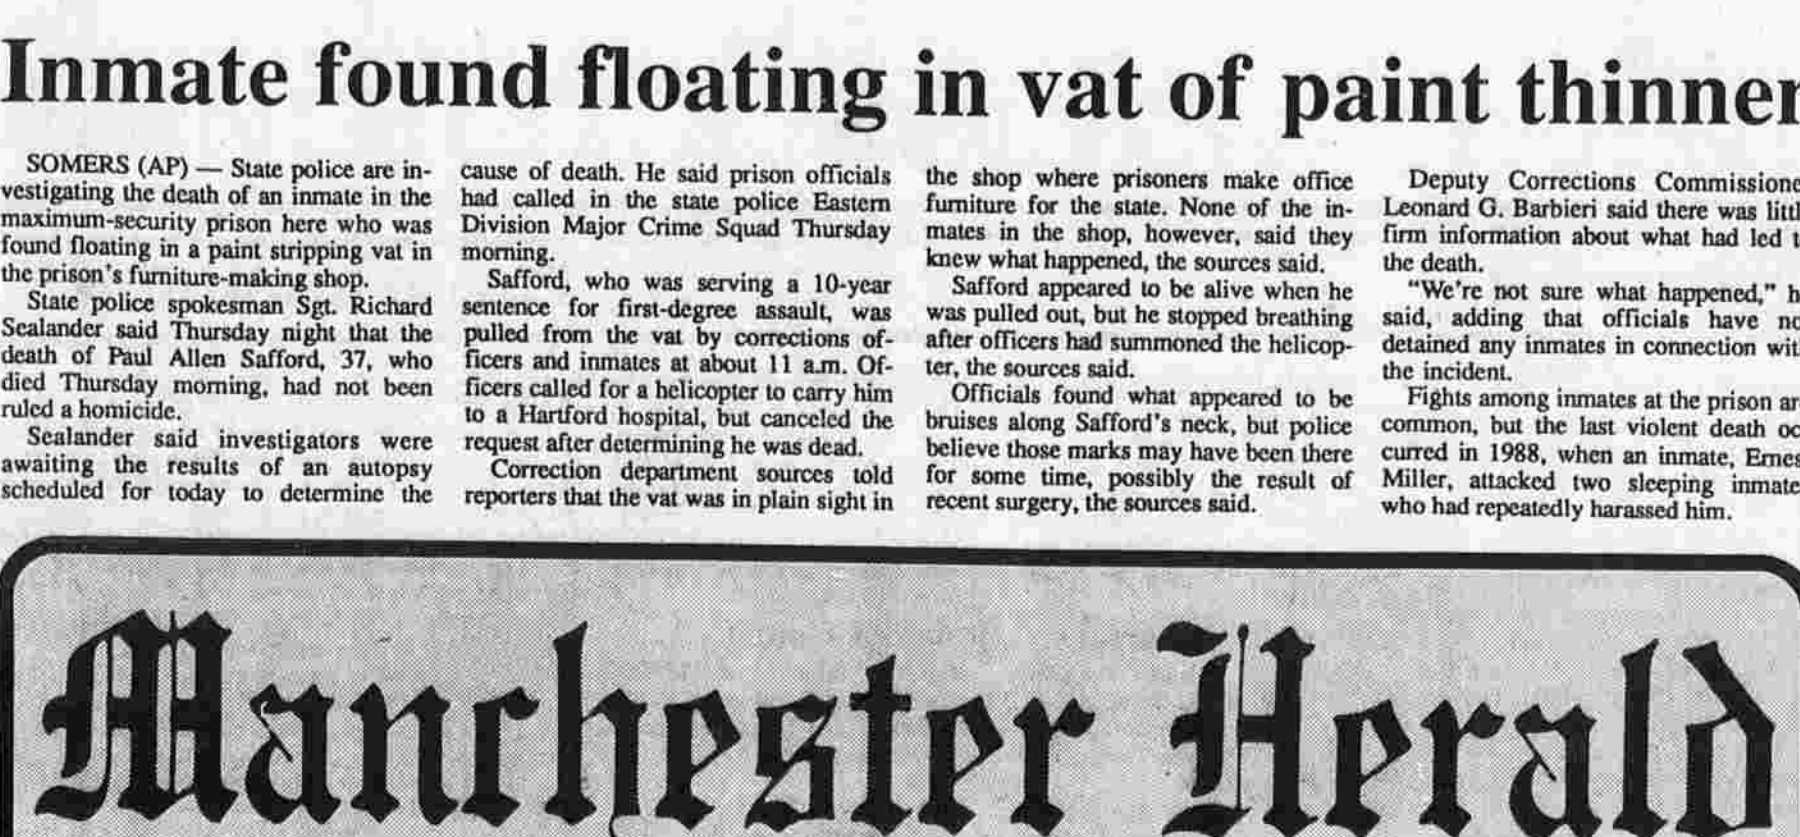 Inmate found floating in vat of paint thinner
SOMERS (AP) — State police are in-
vestigating the death of an inmate in the
maximum-security prison here who was
found floating in a paint stripping vat in
the prison's furniture-making shop.
State police spokesman Sgt. Richard
Sealander said Thursday night that the
death of Paul Allen Safford, 37, who
died Thursday morning, had not been
ruled a homicide.
Sealander said investigators were
awaiting the results of an autopsy
scheduled for today to determine the
cause of death. He said prison officials
had called in the state police Eastern
Division Major Crime Squad Thursday
morning.
Safford, who was serving a 10-year
sentence for first-degree assault, was
pulled from the vat by corrections of-
ficers and inmates at about 11 a.m. Of-
ficers called for a helicopter to carry him
to a Hartford hospital, but canceled the
request after determining he was dead.
Correction department sources told
reporters that the vat was in plain sight in
the shop where prisoners make office
furniture for the state. None of the in-
mates in the shop, however, said they
knew what happened, the sources said.
Safford appeared to be alive when he
was pulled out, but he stopped breathing
after officers had summoned the helicop-
ter, the sources said.
Officials found what appeared to be
bruises along Safford's neck, but police
believe those marks may have been there
for some time, possibly the result of
recent surgery, the sources said.
Deputy Corrections Commissione
Leonard G. Barbieri said there was littl
firm information about what had led t
the death.
"We're not sure what happened," h
said, adding that officials have no
detained any inmates in connection wit
the incident.
Fights among inmates at the prison ar
common, but the last violent death oc
curred in 1988, when an inmate, Ernes
Miller, attacked two sleeping inmate
who had repeatedly harassed him.
Manchester Herald